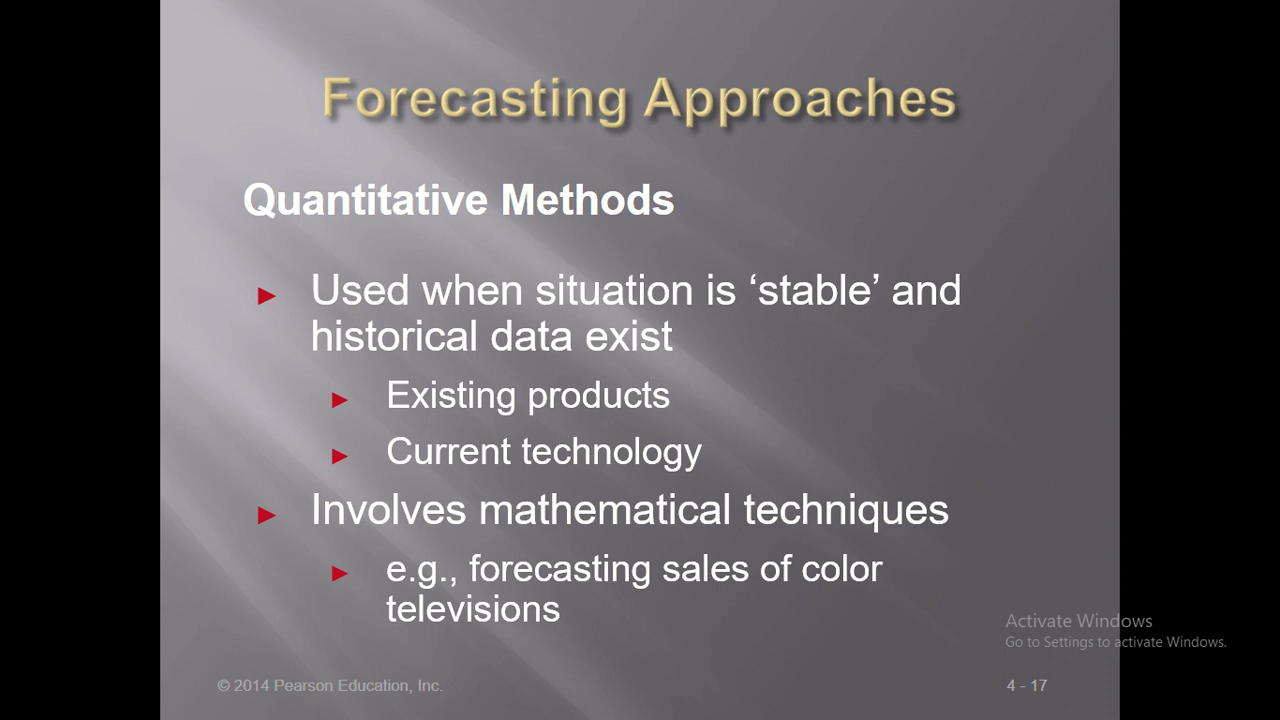 Forecasting Approaches
Quantitative Methods
► Used when situation is ‘stable’ and
historical data exist
► Existing products
► Current technology
► Involves mathematical techniques
► e.g., forecasting sales of color
televisions
Activate Windows
Go to Settings to activate Windows.
© 2014 Pearson Education, Inc.
4 - 17